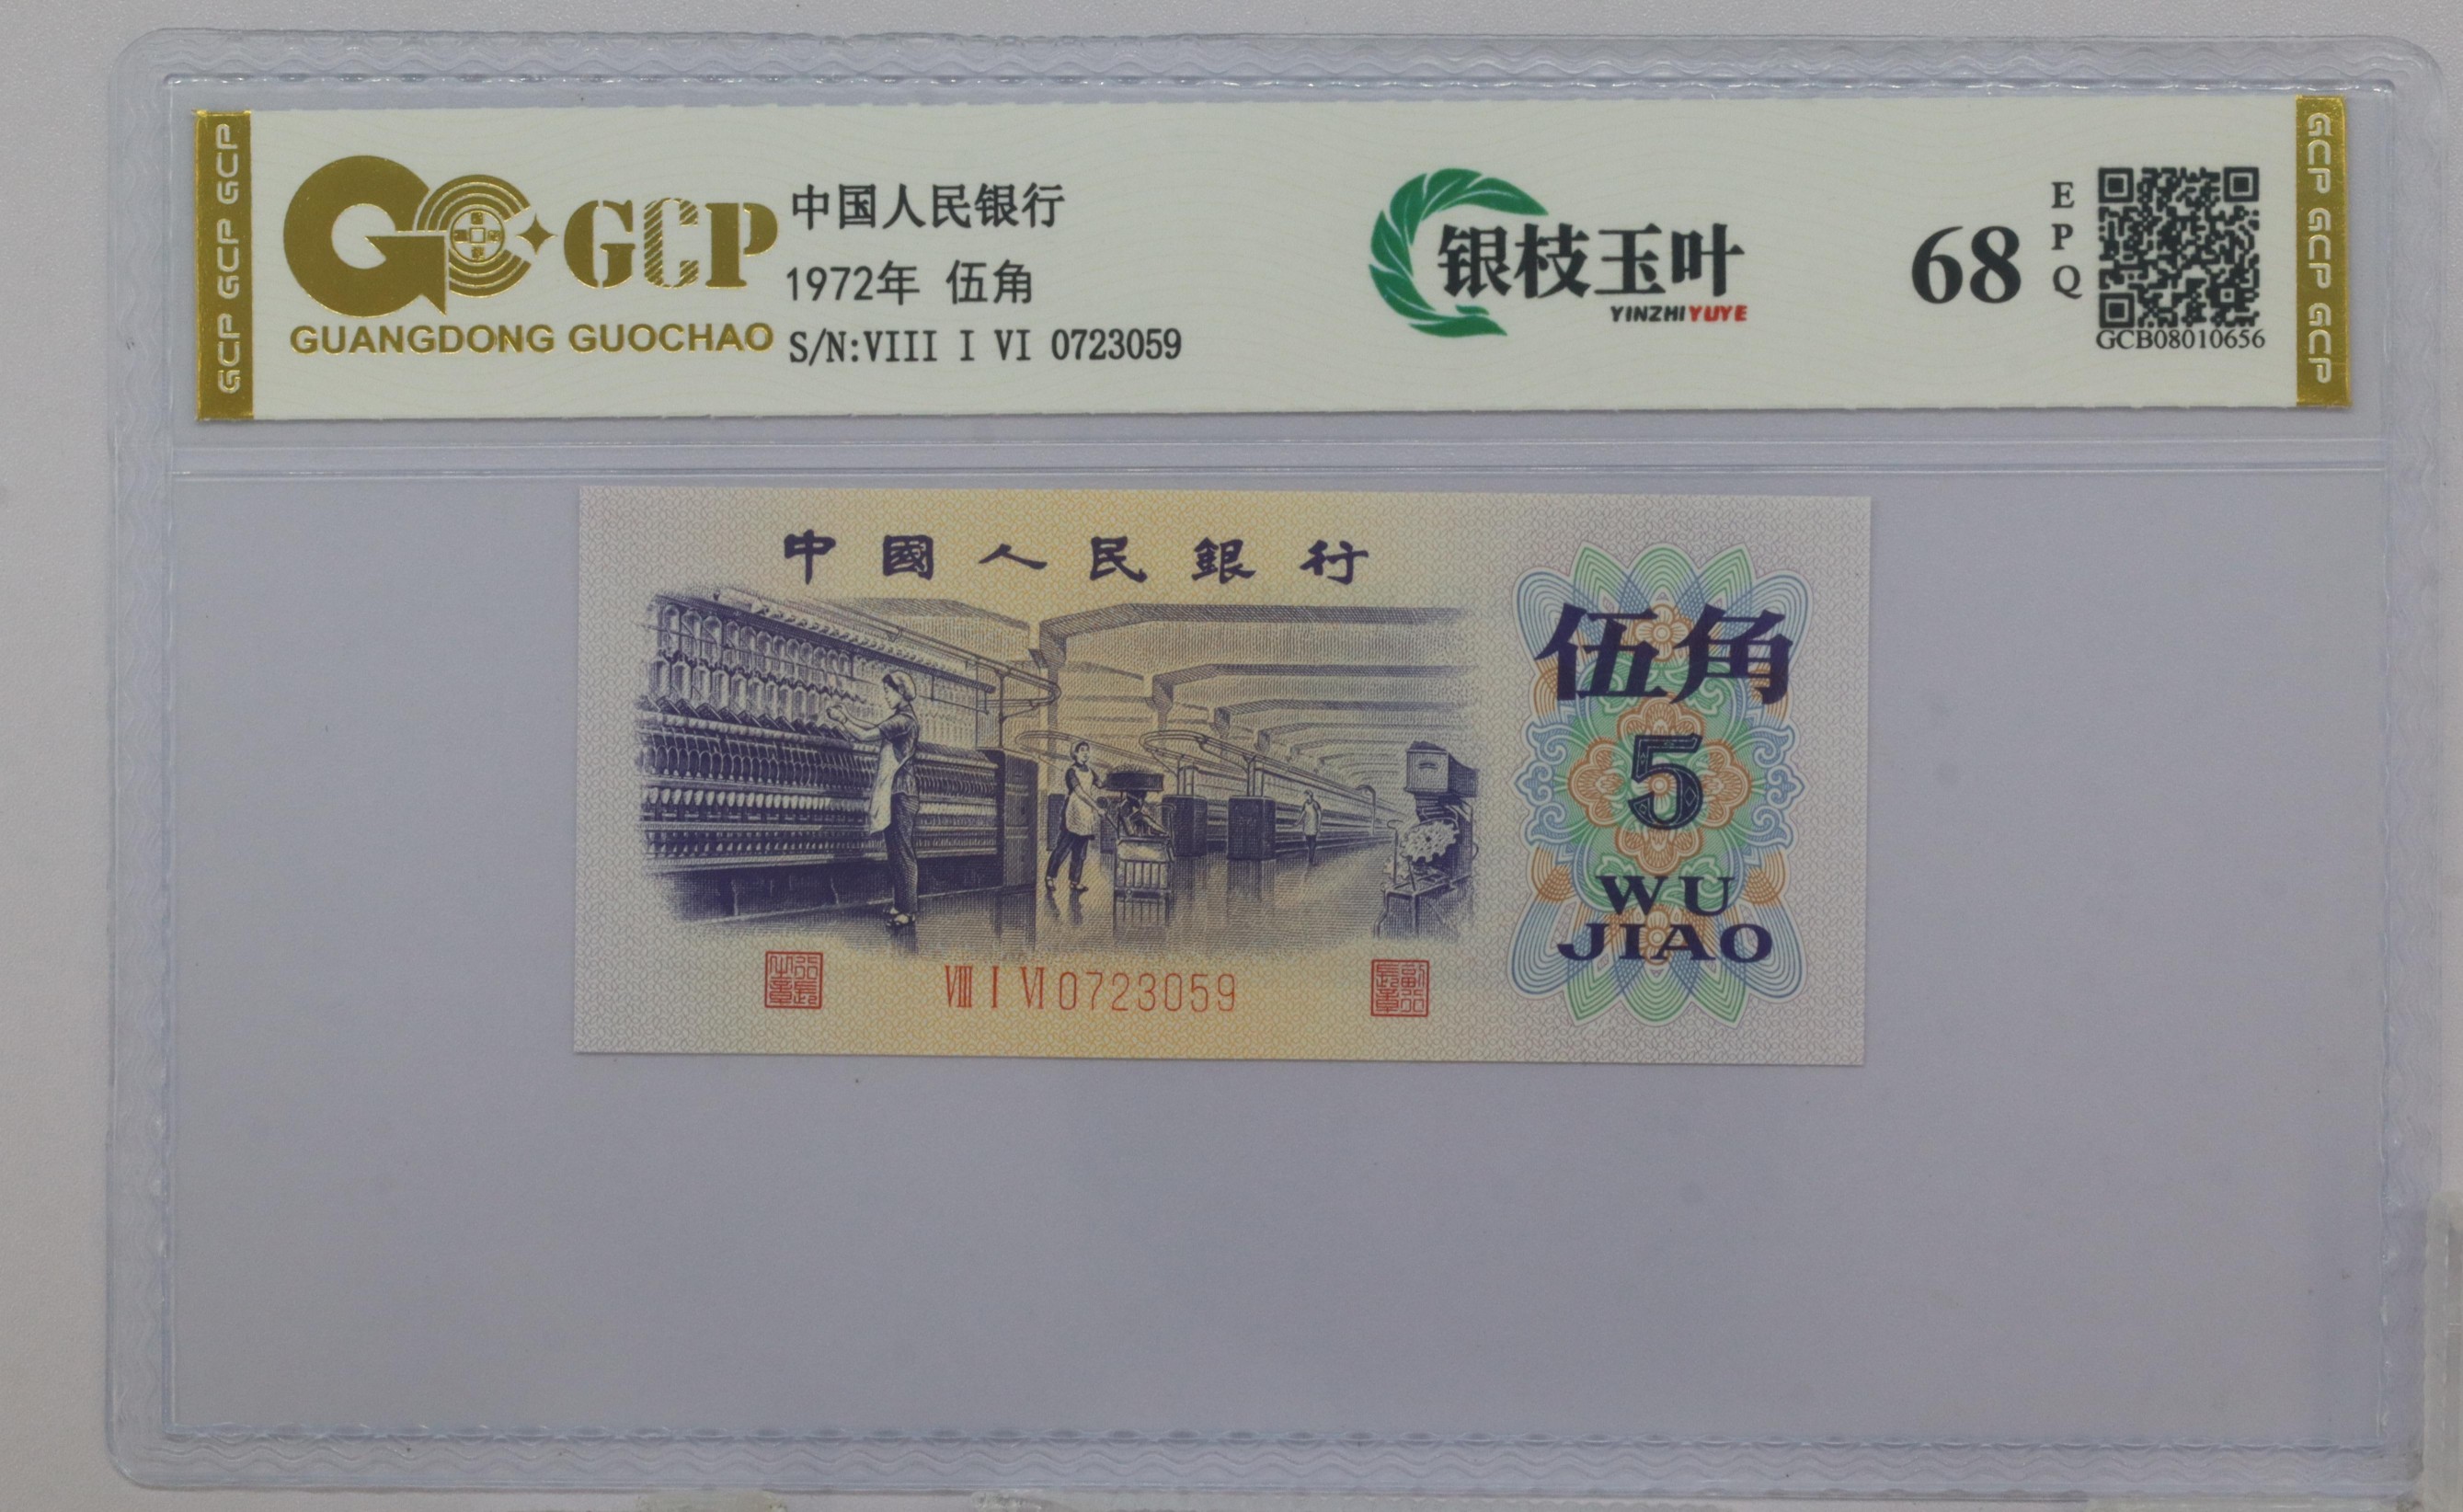 GCP GCP GCP
GCP
GUANGDONG GUOCHAO
中国人民银行
1972年 伍角
S/N:VIII I VI 0723059
银枝玉叶
YINZHIYUYE
68
EPQ
GCB08010656
GCP GCP GCP
中國人民銀行
伍角
5
WU
JIAO
VIII I VI 0723059